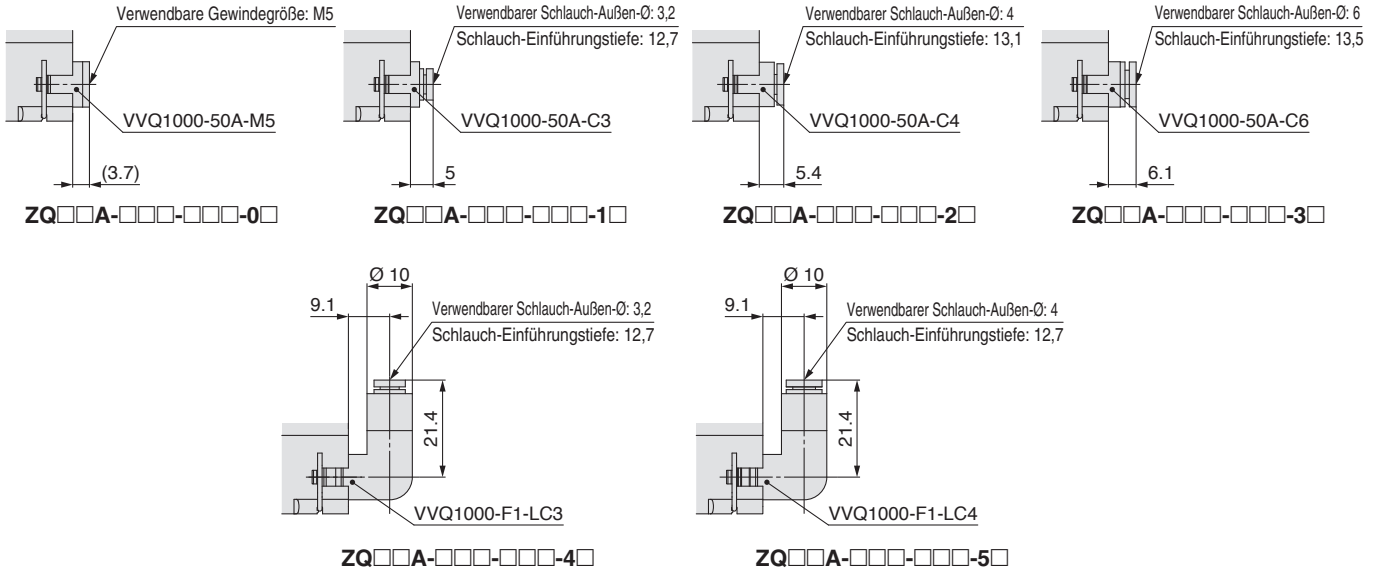 Verwendbare Gewindegröße: M5
VVQ1000-50A-M5
(3.7)
ZQ□□A-□□□-□□□-0□
Verwendbarer Schlauch-Außen-Ø: 3,2
Schlauch-Einführungstiefe: 12,7
VVQ1000-50A-C3
5
ZQ□□A-□□□-□□□-1□
Verwendbarer Schlauch-Außen-Ø: 4
Schlauch-Einführungstiefe: 13,1
VVQ1000-50A-C4
5.4
ZQ□□A-□□□-□□□-2□
Verwendbarer Schlauch-Außen-Ø: 6
Schlauch-Einführungstiefe: 13,5
VVQ1000-50A-C6
6.1
ZQ□□A-□□□-□□□-3□
Ø 10
9.1
Verwendbarer Schlauch-Außen-Ø: 3,2
Schlauch-Einführungstiefe: 12,7
21.4
VVQ1000-F1-LC3
ZQ□□A-□□□-□□□-4□
Ø 10
9.1
Verwendbarer Schlauch-Außen-Ø: 4
Schlauch-Einführungstiefe: 12,7
21.4
VVQ1000-F1-LC4
ZQ□□A-□□□-□□□-5□